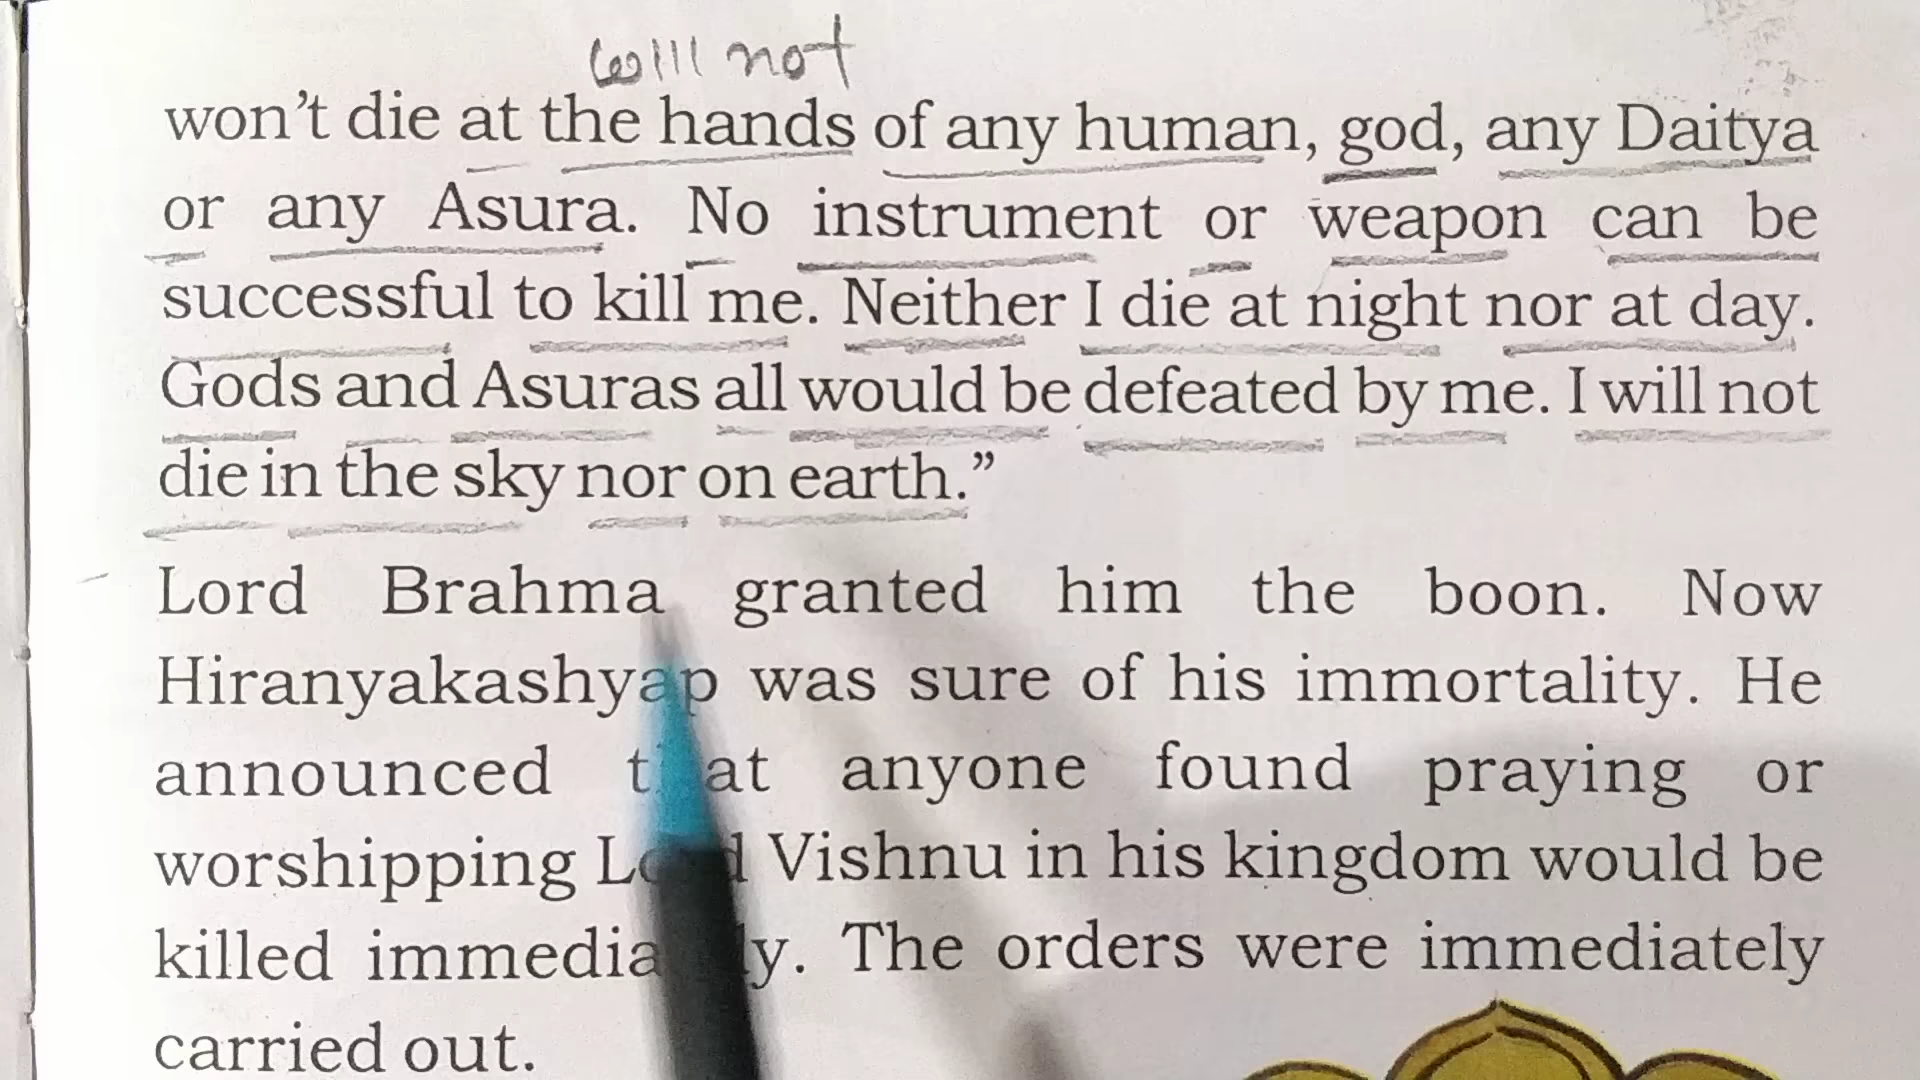 will not
won't die at the hands of any human, god, any Daitya
or any Asura. No instrument or weapon can be
successful to kill me. Neither I die at night nor at day.
Gods and Asuras all would be defeated by me. I will not
die in the sky nor on earth.”
Lord Brahma granted him the boon. Now
Hiranyakashyap was sure of his immortality. He
announced that anyone found praying or
worshipping Lord Vishnu in his kingdom would be
killed immediately. The orders were immediately
carried out.